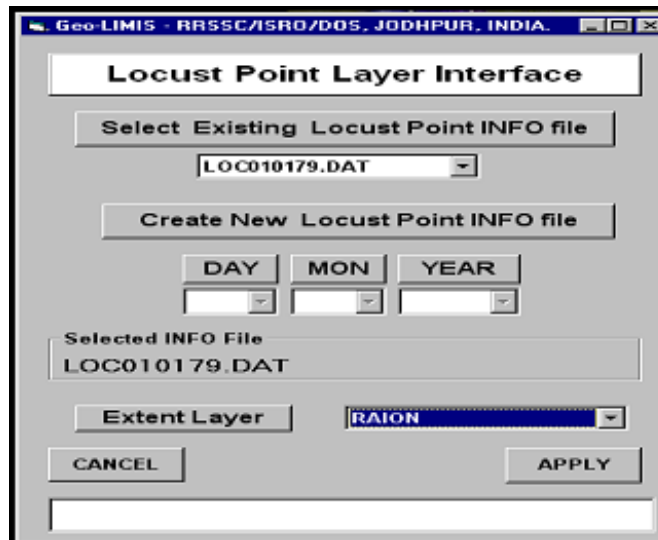 Geo-LIMIS - RRSSC/ISRO/DOS, JODHPUR, INDIA.
Locust Point Layer Interface
Select Existing Locust Point INFO file
LOC010179.DAT
Create New Locust Point INFO file
DAY MON YEAR
Selected INFO File
LOC010179.DAT
Extent Layer RAION
CANCEL APPLY